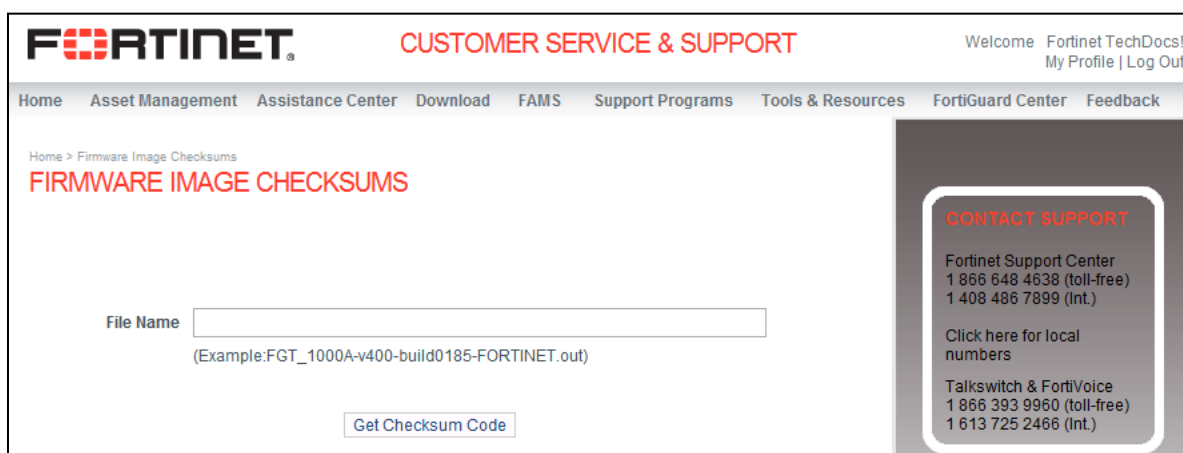 FORTINET®
CUSTOMER SERVICE & SUPPORT
Welcome Fortinet TechDocs!
My Profile | Log Out
Home Asset Management Assistance Center Download FAMS Support Programs Tools & Resources FortiGuard Center Feedback
Home > Firmware Image Checksums
FIRMWARE IMAGE CHECKSUMS
File Name
(Example:FGT_1000A-v400-build0185-FORTINET.out)
Get Checksum Code
CONTACT SUPPORT
Fortinet Support Center
1 866 648 4638 (toll-free)
1 408 486 7899 (Int.)
Click here for local
numbers
Talkswitch & FortiVoice
1 866 393 9960 (toll-free)
1 613 725 2466 (Int.)